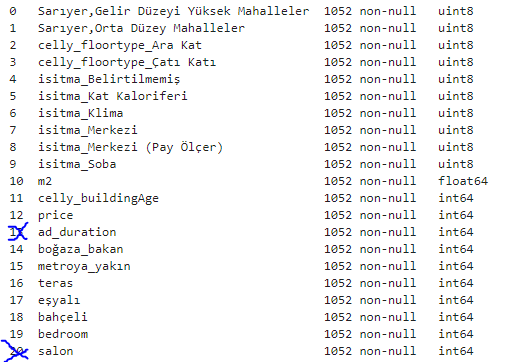 0 Sarıyer,Gelir Düzeyi Yüksek Mahalleler 1052 non-null uint8
1 Sarıyer,Orta Düzey Mahalleler 1052 non-null uint8
2 celly_floortype_Ara Kat 1052 non-null uint8
3 celly_floortype_Çatı Katı 1052 non-null uint8
4 isitma_Belirtilmemiş 1052 non-null uint8
5 isitma_Kat Kaloriferi 1052 non-null uint8
6 isitma_Klima 1052 non-null uint8
7 isitma_Merkezi 1052 non-null uint8
8 isitma_Merkezi (Pay Ölçer) 1052 non-null uint8
9 isitma_Soba 1052 non-null uint8
10 m2 1052 non-null float64
11 celly_buildingAge 1052 non-null int64
12 price 1052 non-null int64
13 ad_duration 1052 non-null int64
14 boğaza_bakan 1052 non-null int64
15 metroya_yakın 1052 non-null int64
16 teras 1052 non-null int64
17 eşyalı 1052 non-null int64
18 bahçeli 1052 non-null int64
19 bedroom 1052 non-null int64
20 salon 1052 non-null int64